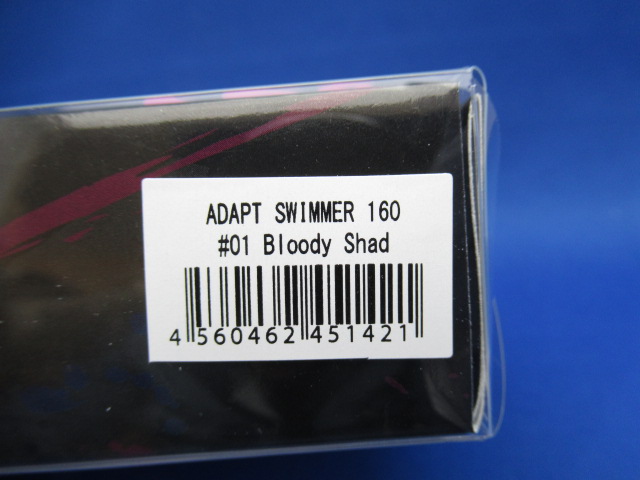 ADAPT SWIMMER 160
#01 Bloody Shad
4 560462 451421